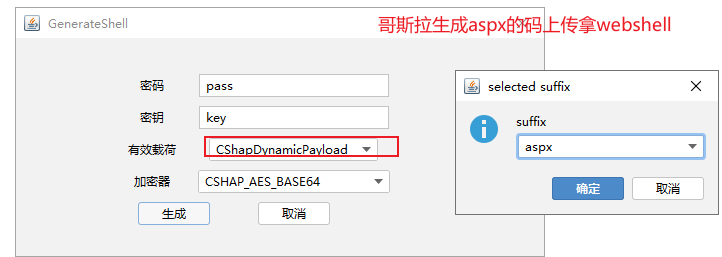 GenerateShell
哥斯拉生成aspx的码上传拿webshell
密码 pass
密钥 key
有效载荷 CShapDynamicPayload
加密器 CSHAP_AES_BASE64
生成 取消
selected suffix
suffix
aspx
确定 取消